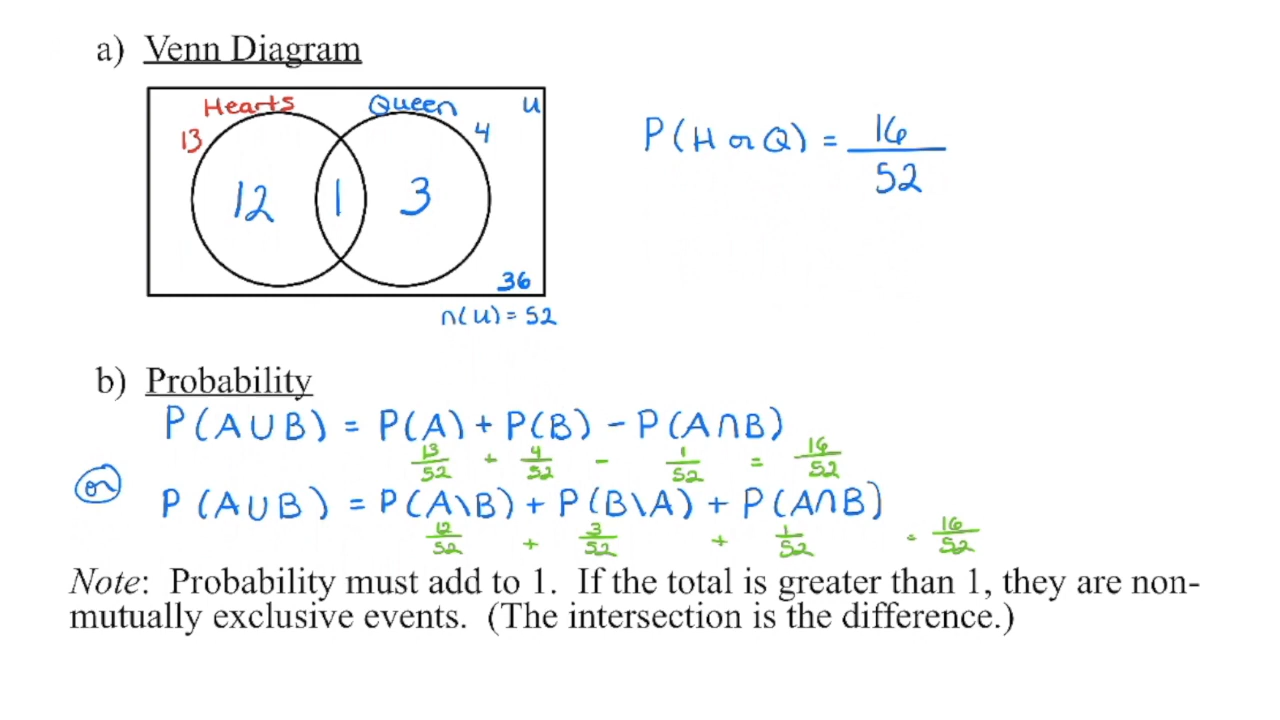 a) Venn Diagram
Hearts Queen U
13 4
12 1 3
36
n(U) = 52
P(H or Q) = 16/52
b) Probability
P(A∪B) = P(A) + P(B) - P(A∩B)
13/52 + 4/52 - 1/52 = 16/52
or
P(A∪B) = P(A\B) + P(B\A) + P(A∩B)
12/52 + 3/52 + 1/52 = 16/52
Note: Probability must add to 1. If the total is greater than 1, they are non-
mutually exclusive events. (The intersection is the difference.)